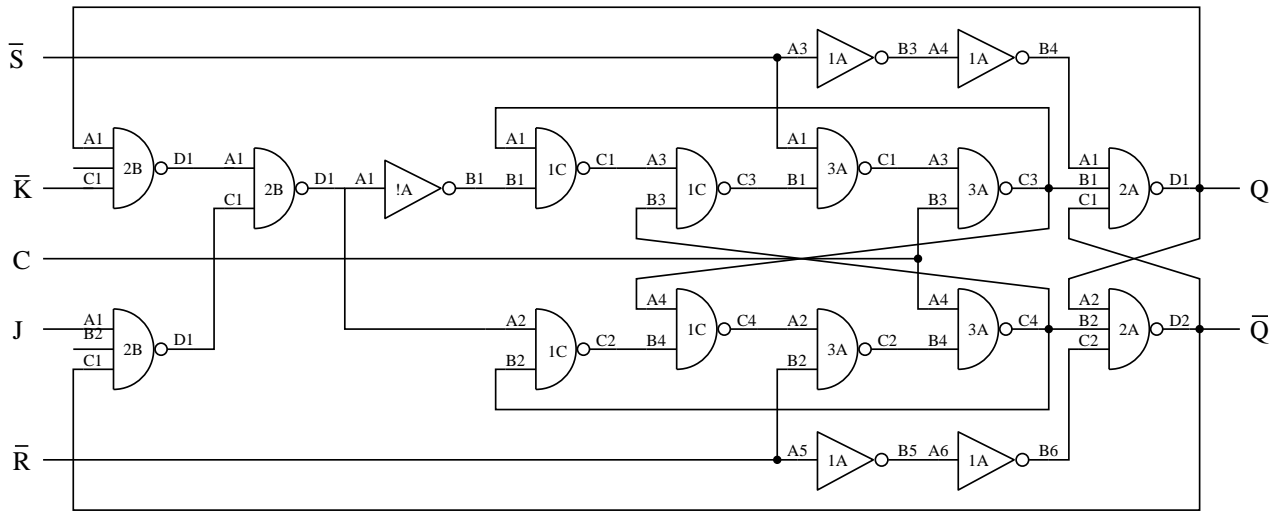 S̅ A3 1A B3 A4 1A B4
A1 2B D1 A1 2B D1 A1 !A B1 A1 1C C1 A3 1C C3 A1 3A C1 A3 3A C3 A1 2A D1 Q
K̅ C1 C1 B1 B3 B1 B3 B1 C1
C
J A1 2B D1 A2 1C C2 A4 1C C4 A2 3A C2 A4 3A C4 A2 2A D2 Q̅
B2 C1 B2 B4 B2 B4 B2 C2
R̅ A5 1A B5 A6 1A B6